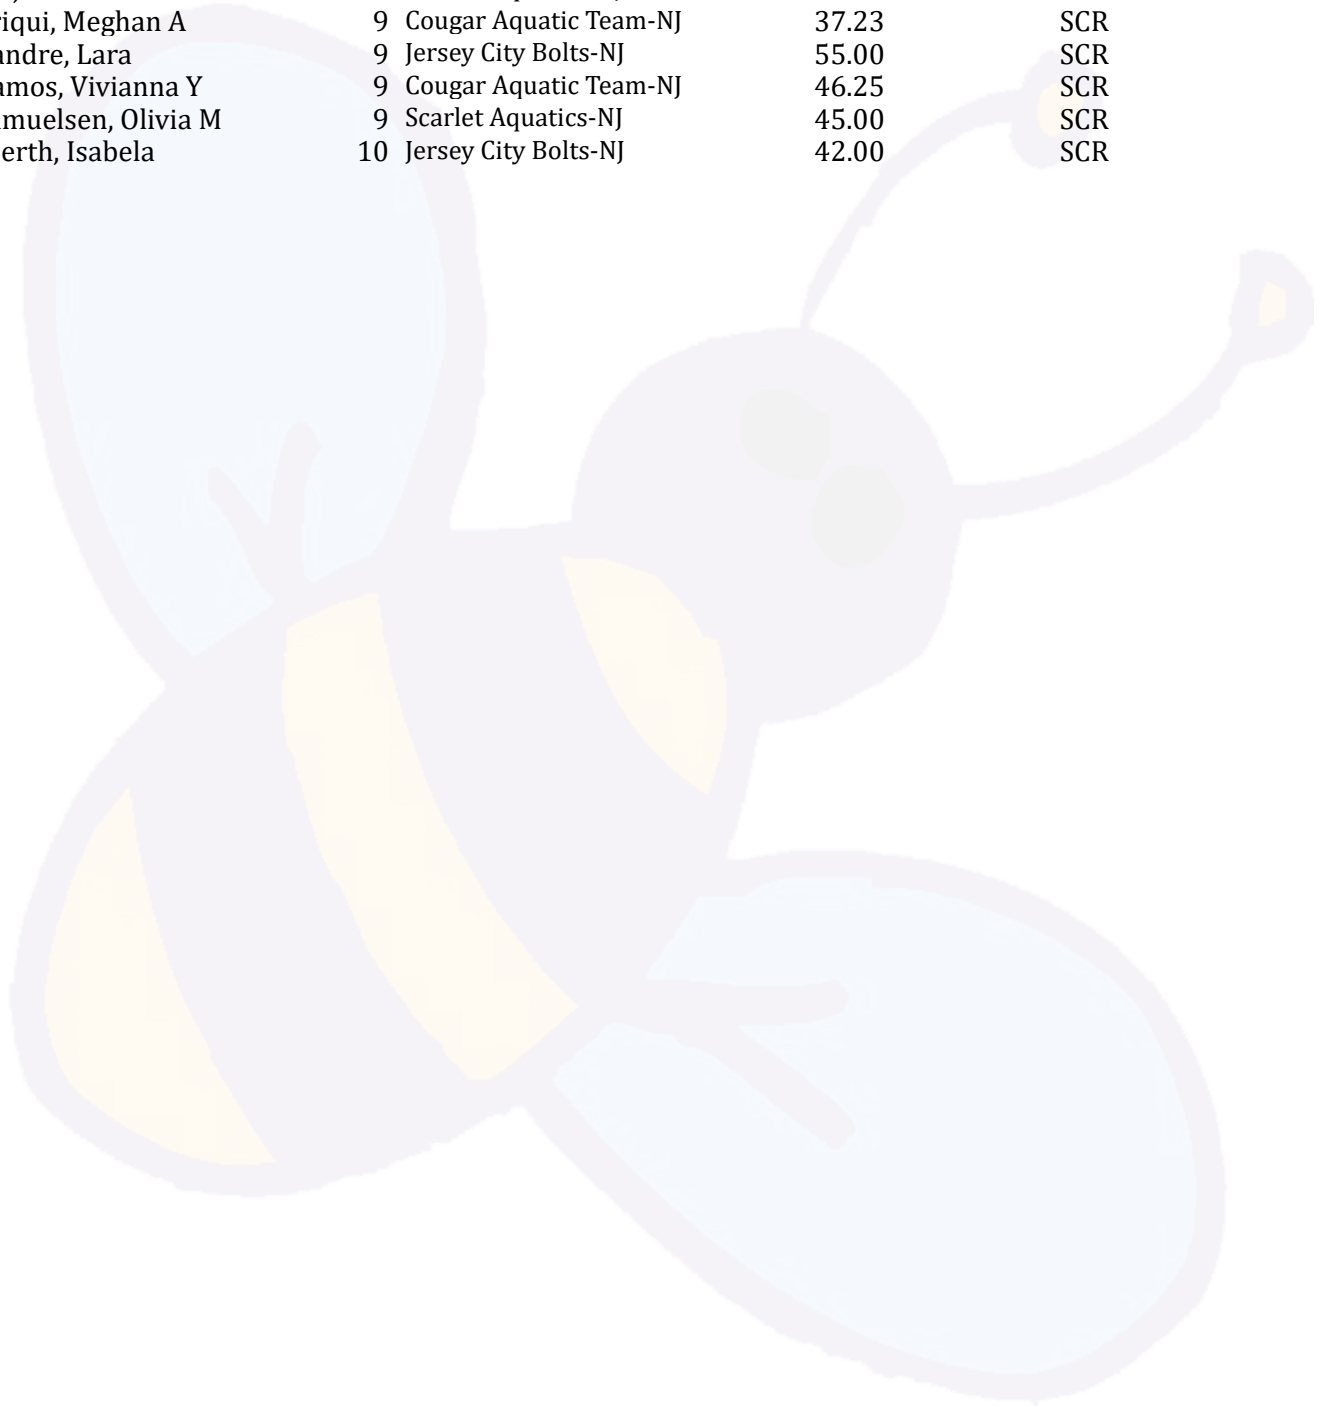 riqui, Meghan A 9 Cougar Aquatic Team-NJ 37.23 SCR
andre, Lara 9 Jersey City Bolts-NJ 55.00 SCR
amos, Vivianna Y 9 Cougar Aquatic Team-NJ 46.25 SCR
muelsen, Olivia M 9 Scarlet Aquatics-NJ 45.00 SCR
erth, Isabela 10 Jersey City Bolts-NJ 42.00 SCR